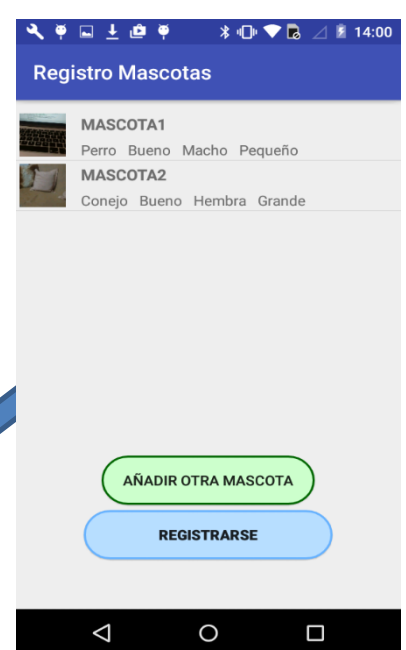 14:00
Registro Mascotas
MASCOTA1
Perro Bueno Macho Pequeño
MASCOTA2
Conejo Bueno Hembra Grande
AÑADIR OTRA MASCOTA
REGISTRARSE